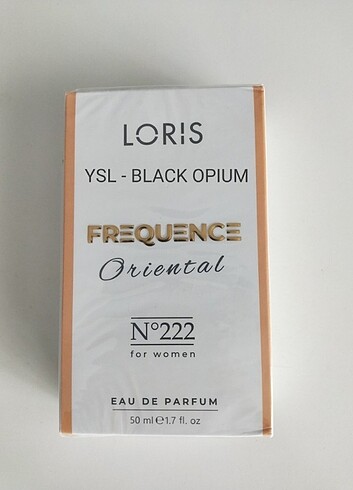 LORIS
YSL - BLACK OPIUM
FREQUENCE
Oriental
N°222
for women
EAU DE PARFUM
50 ml ℮ 1.7 fl. oz